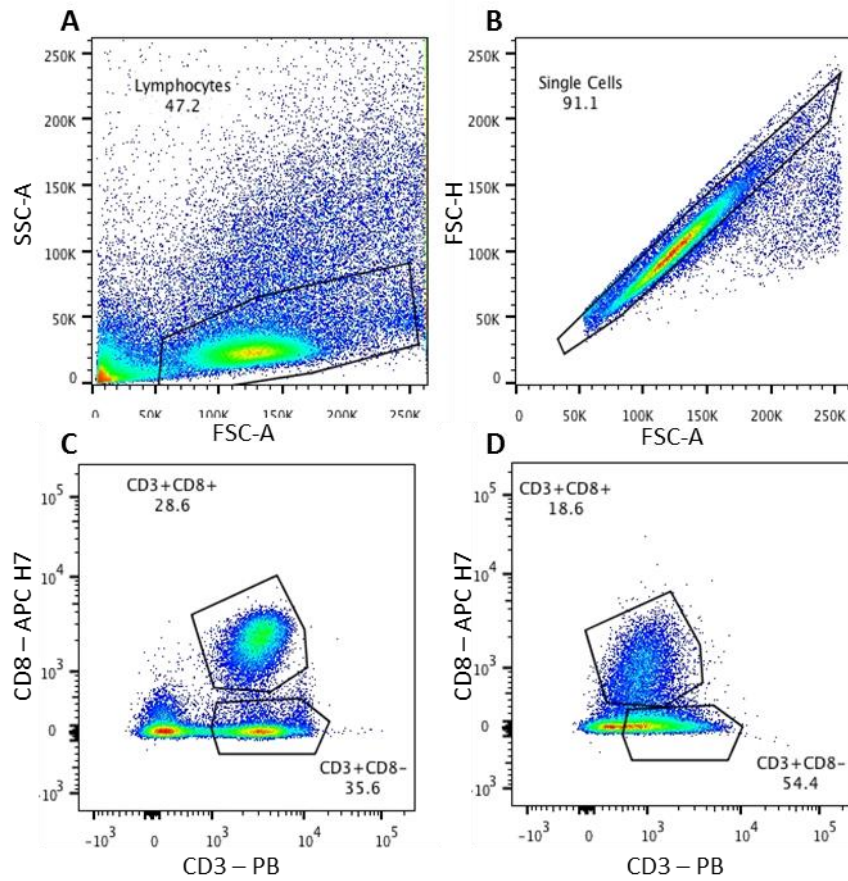 A
Lymphocytes
47.2
250K
200K
150K
100K
50K
0
SSC-A
0 50K 100K 150K 200K 250K
FSC-A
B
Single Cells
91.1
250K
200K
150K
100K
50K
0
FSC-H
0 50K 100K 150K 200K 250K
FSC-A
C
CD3+CD8+
28.6
10^5
10^4
10^3
0
-10^3
CD8 – APC H7
CD3+CD8-
35.6
-10^3 0 10^3 10^4 10^5
CD3 – PB
D
CD3+CD8+
18.6
10^5
10^4
10^3
0
-10^3
CD8 – APC H7
CD3+CD8-
54.4
-10^3 0 10^3 10^4 10^5
CD3 – PB